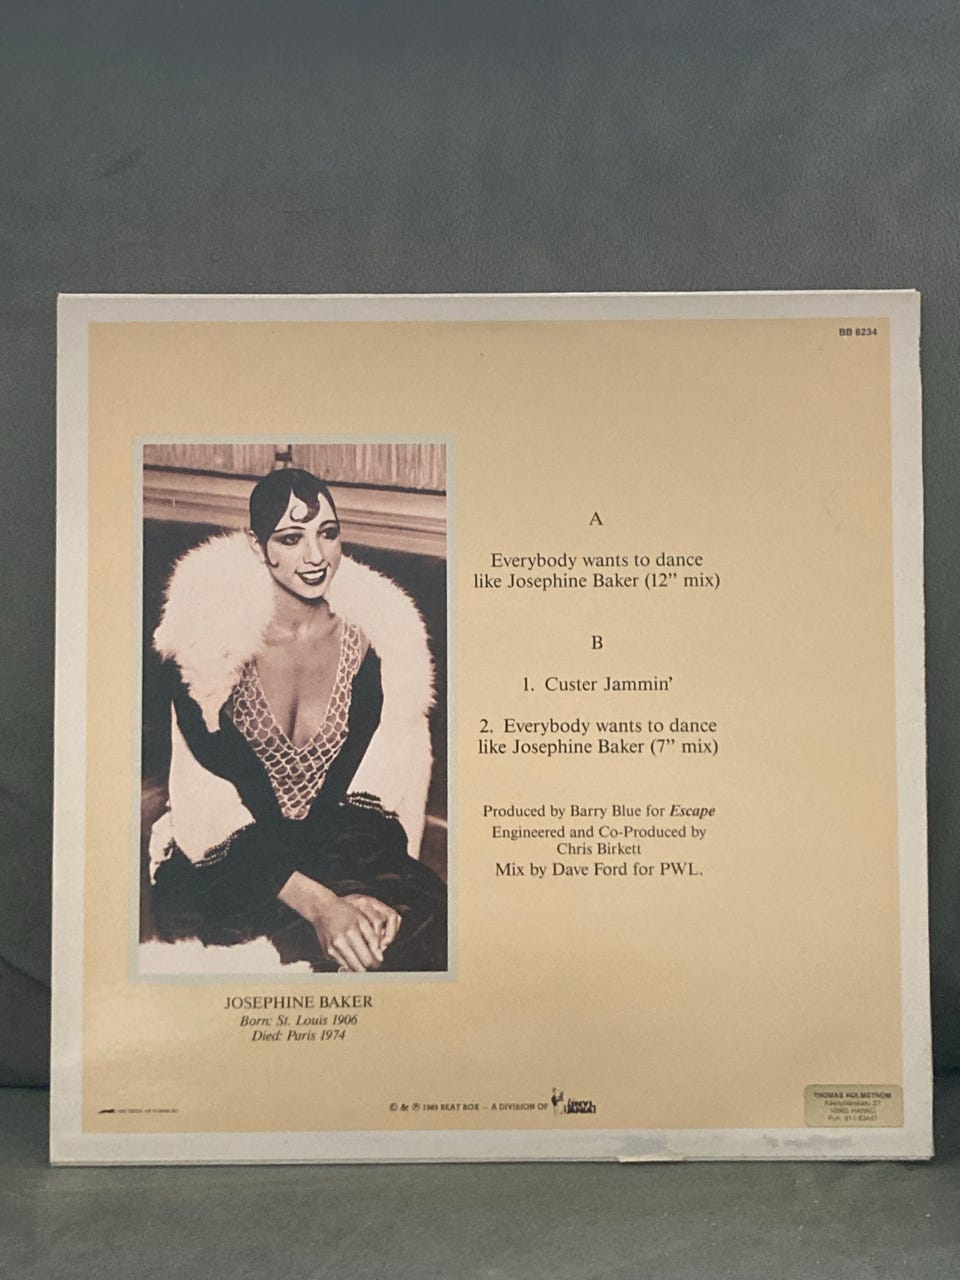 BB 8234
A
Everybody wants to dance
like Josephine Baker (12” mix)
B
1. Custer Jammin’
2. Everybody wants to dance
like Josephine Baker (7” mix)
Produced by Barry Blue for Escape
Engineered and Co-Produced by
Chris Birkett
Mix by Dave Ford for PWL.
JOSEPHINE BAKER
Born: St. Louis 1906
Died: Paris 1974
© & ℗ 1989 BEAT BOX – A DIVISION OF
THOMAS HOLMSTRÖM